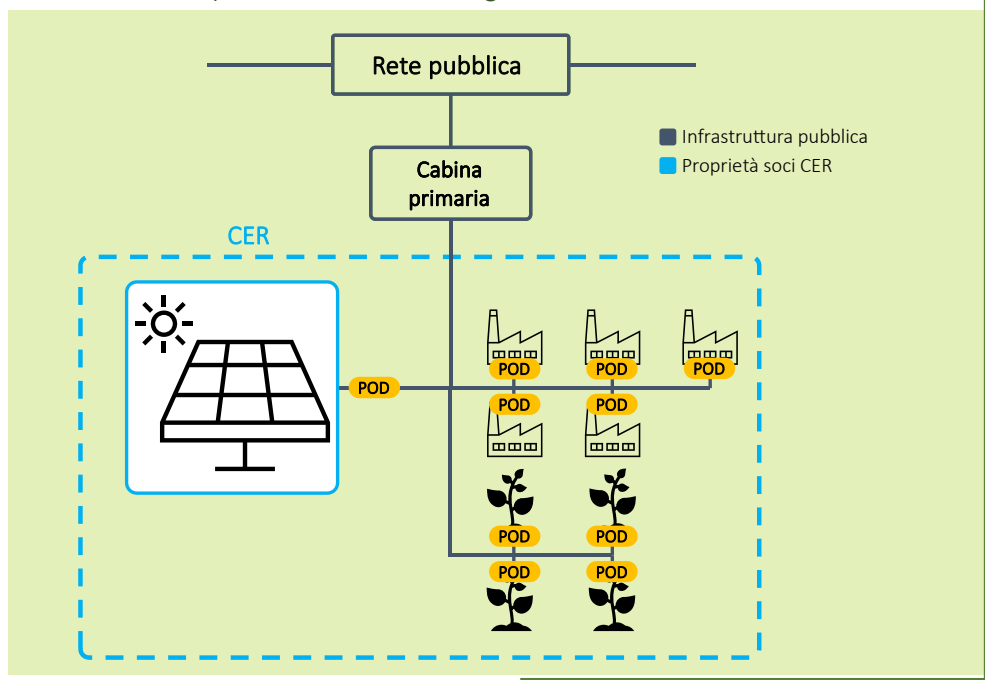 Rete pubblica
Infrastruttura pubblica
Cabina
primaria
Proprietà soci CER
CER
POD
POD
POD
POD
POD
POD
POD
POD
POD
POD